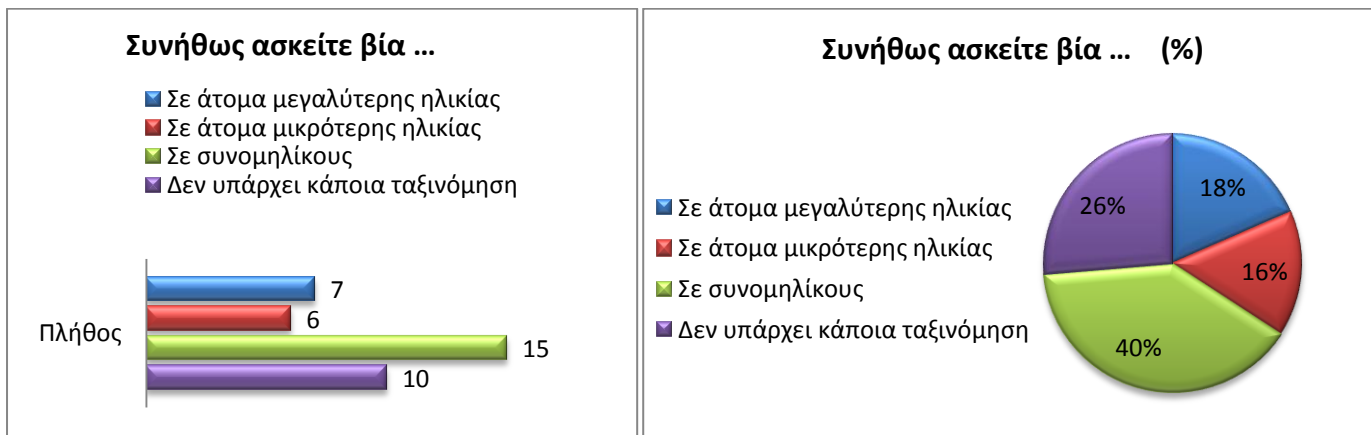 Συνήθως ασκείτε βία ...
Σε άτομα μεγαλύτερης ηλικίας
Σε άτομα μικρότερης ηλικίας
Σε συνομηλίκους
Δεν υπάρχει κάποια ταξινόμηση
Πλήθος
7
6
15
10
Συνήθως ασκείτε βία ... (%)
Σε άτομα μεγαλύτερης ηλικίας
Σε άτομα μικρότερης ηλικίας
Σε συνομηλίκους
Δεν υπάρχει κάποια ταξινόμηση
18%
16%
40%
26%